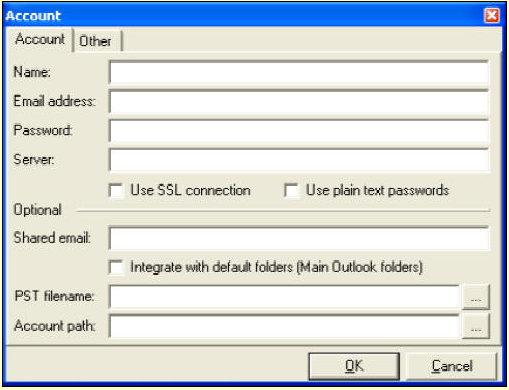 Account
Account Other
Name:
Email address:
Password:
Server:
Use SSL connection Use plain text passwords
Optional
Shared email:
Integrate with default folders (Main Outlook folders)
PST filename: ...
Account path: ...
OK Cancel